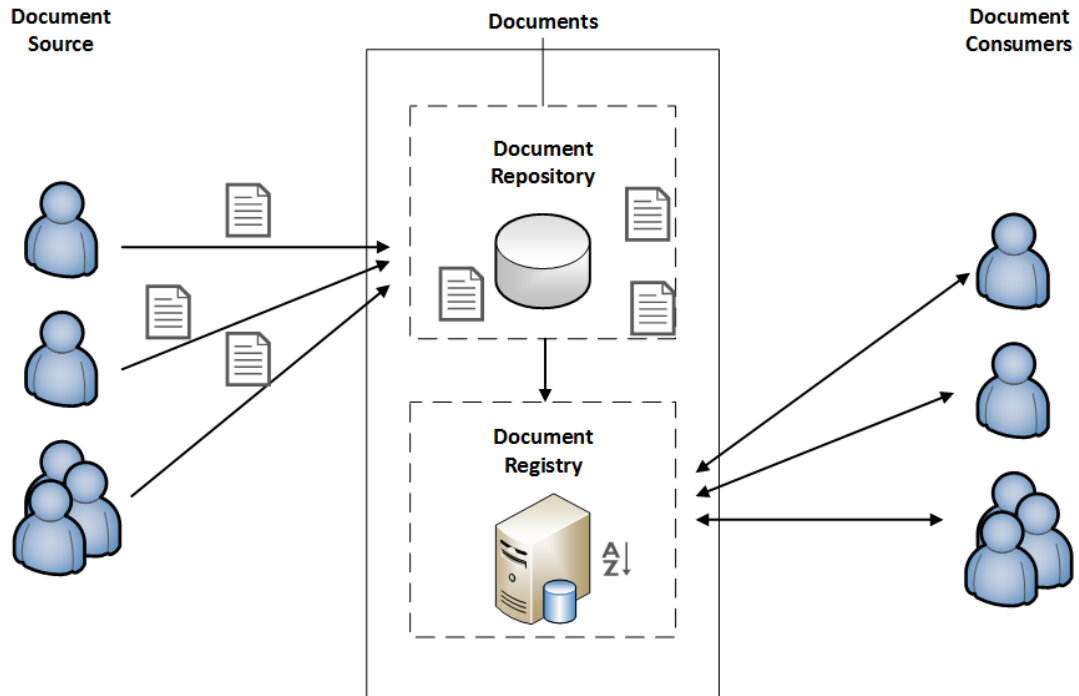 Document
Source
Documents
Document
Consumers
Document
Repository
Document
Registry
A
Z